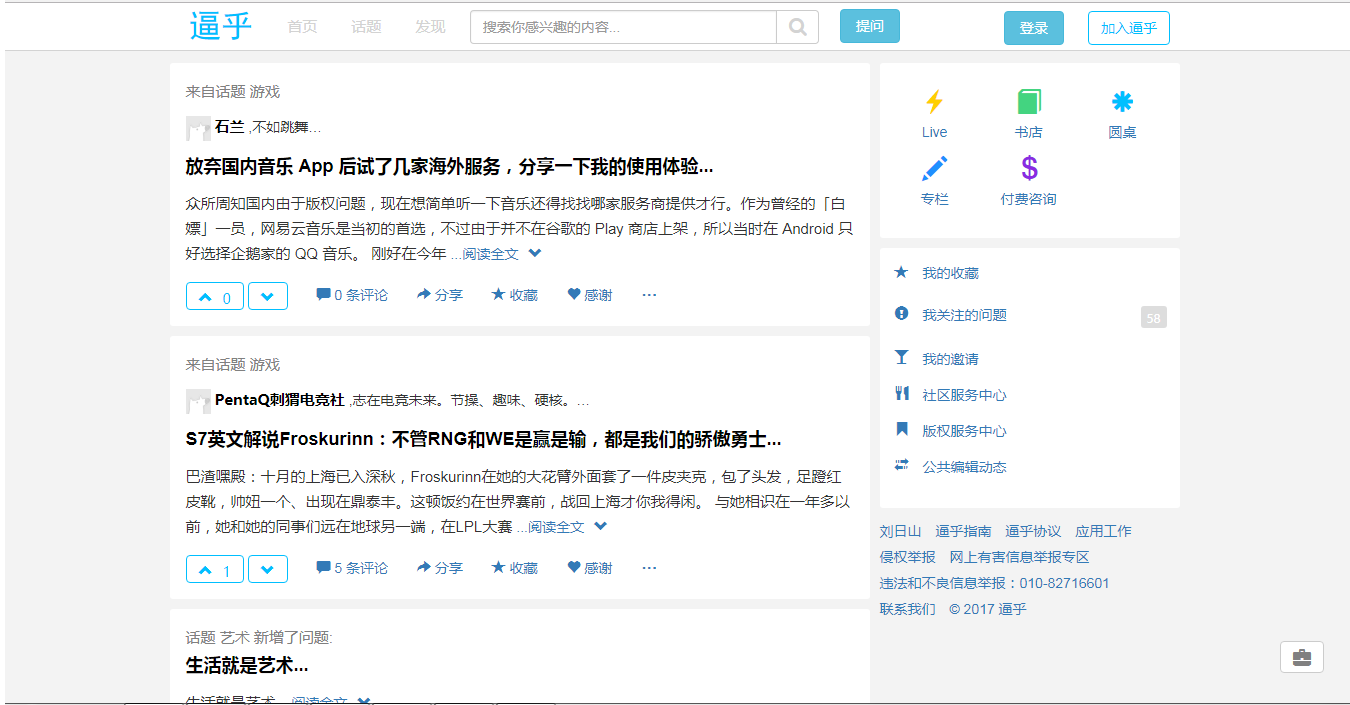 逼乎 首页 话题 发现 搜索你感兴趣的内容... 提问 登录 加入逼乎
来自话题 游戏
石兰 ,不如跳舞...
放弃国内音乐 App 后试了几家海外服务，分享一下我的使用体验...
众所周知国内由于版权问题，现在想简单听一下音乐还得找找哪家服务商提供才行。作为曾经的「白
嫖」一员，网易云音乐是当初的首选，不过由于并不在谷歌的 Play 商店上架，所以当时在 Android 只
好选择企鹅家的 QQ 音乐。 刚好在今年 ...阅读全文
0 0 条评论 分享 收藏 感谢 ...
来自话题 游戏
PentaQ刺猬电竞社 ,志在电竞未来。节操、趣味、硬核。...
S7英文解说Froskurinn：不管RNG和WE是赢是输，都是我们的骄傲勇士...
巴渣嘿殿：十月的上海已入深秋，Froskurinn在她的大花臂外面套了一件皮夹克，包了头发，足蹬红
皮靴，帅妞一个、出现在鼎泰丰。这顿饭约在世界赛前，战回上海才你我得闲。 与她相识在一年多以
前，她和她的同事们远在地球另一端，在LPL大赛 ...阅读全文
1 5 条评论 分享 收藏 感谢 ...
话题 艺术 新增了问题:
生活就是艺术...
生活就是艺术... 阅读全文
Live 书店 圆桌
专栏 付费咨询
我的收藏
我关注的问题 58
我的邀请
社区服务中心
版权服务中心
公共编辑动态
刘日山 逼乎指南 逼乎协议 应用工作
侵权举报 网上有害信息举报专区
违法和不良信息举报：010-82716601
联系我们 © 2017 逼乎